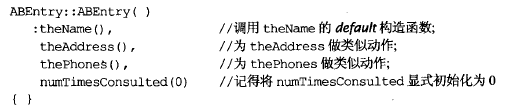 ABEntry::ABEntry( )
:theName(), //调用 theName 的 default 构造函数;
theAddress(), //为 theAddress 做类似动作;
thePhones(), //为 thePhones 做类似动作;
numTimesConsulted(0) //记得将 numTimesConsulted 显式初始化为 0
{ }